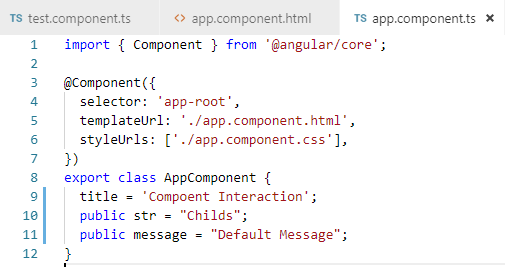 TS test.component.ts <> app.component.html TS app.component.ts ×
1 import { Component } from '@angular/core';
2
3 @Component({
4 selector: 'app-root',
5 templateUrl: './app.component.html',
6 styleUrls: ['./app.component.css'],
7 })
8 export class AppComponent {
9 title = 'Compoent Interaction';
10 public str = "Childs";
11 public message = "Default Message";
12 }